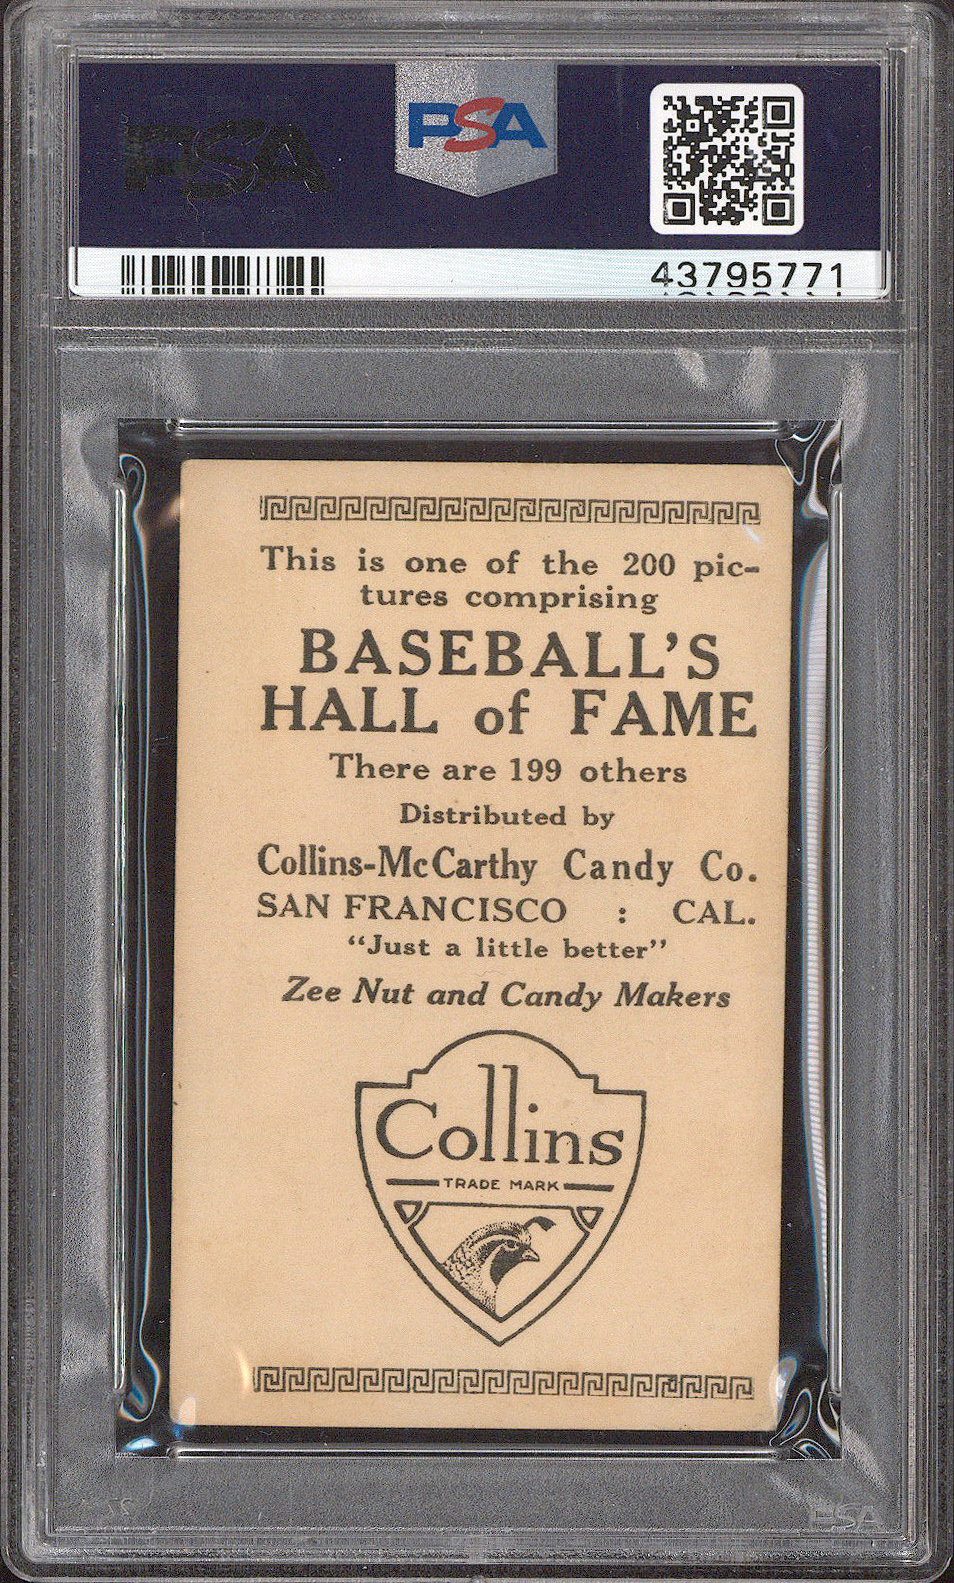 PSA
PSA
43795771
This is one of the 200 pic-
tures comprising
BASEBALL'S
HALL of FAME
There are 199 others
Distributed by
Collins-McCarthy Candy Co.
SAN FRANCISCO : CAL.
"Just a little better"
Zee Nut and Candy Makers
Collins
TRADE MARK
PSA